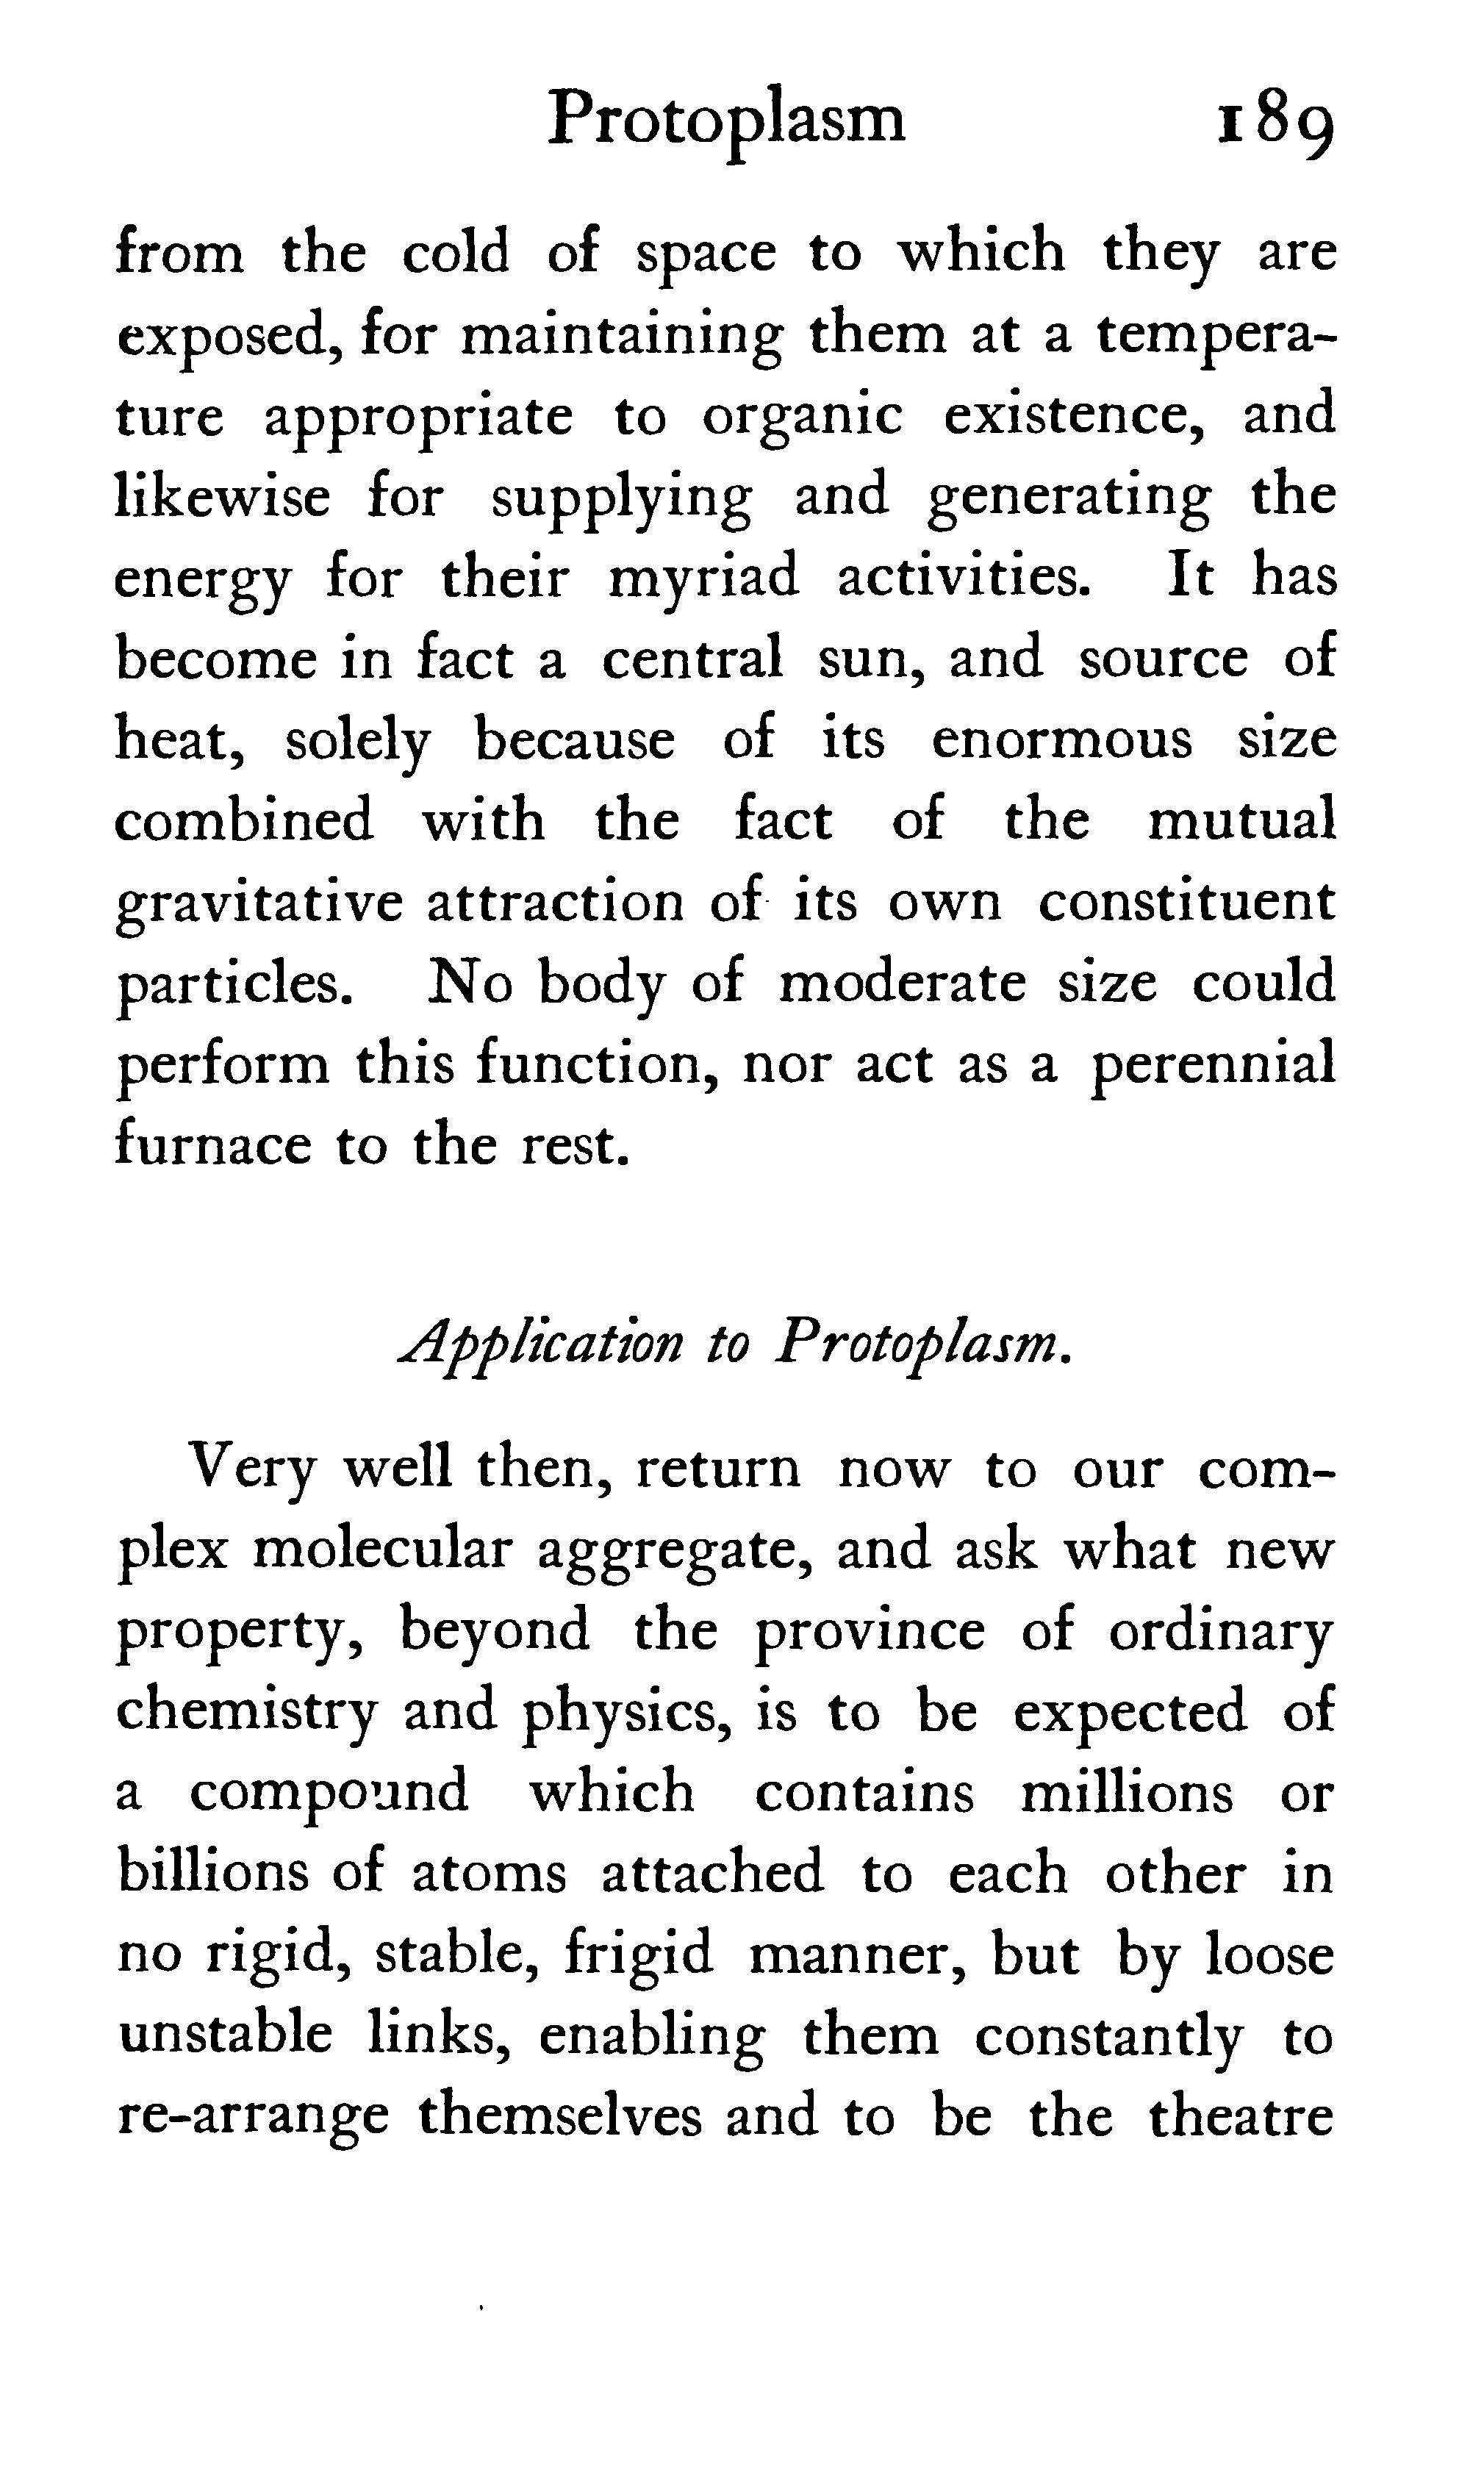 Protoplasm 189
from the cold of space to which they are
exposed, for maintaining them at a tempera-
ture appropriate to organic existence, and
likewise for supplying and generating the
energy for their myriad activities. It has
become in fact a central sun, and source of
heat, solely because of its enormous size
combined with the fact of the mutual
gravitative attraction of its own constituent
particles. No body of moderate size could
perform this function, nor act as a perennial
furnace to the rest.
Application to Protoplasm.
Very well then, return now to our com-
plex molecular aggregate, and ask what new
property, beyond the province of ordinary
chemistry and physics, is to be expected of
a compound which contains millions or
billions of atoms attached to each other in
no rigid, stable, frigid manner, but by loose
unstable links, enabling them constantly to
re-arrange themselves and to be the theatre